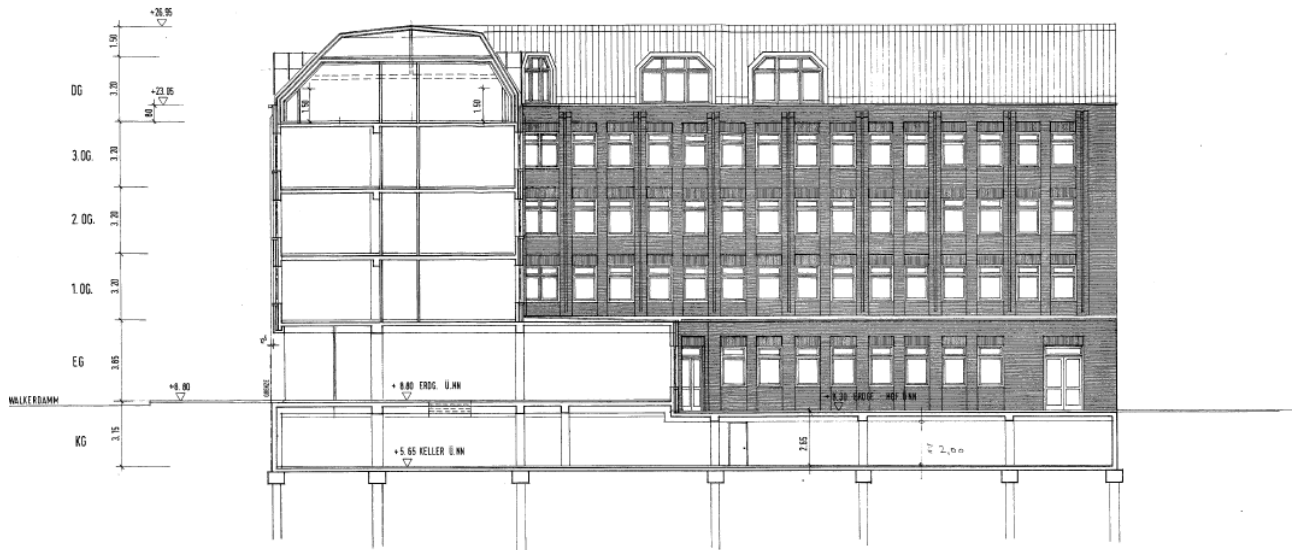 +26.95
1.50
DG
3.20
+23.05
80
1.50
1.50
3.OG.
3.20
2.OG.
3.20
1.OG.
3.20
EG
3.85
GRENZE
+8.80
+ 8.80 ERDG. Ü.NN
WALKERDAMM
+ 8.30 ERDGE. HOF Ü.NN
KG
3.15
+5.65 KELLER Ü.NN
2.65
2,00